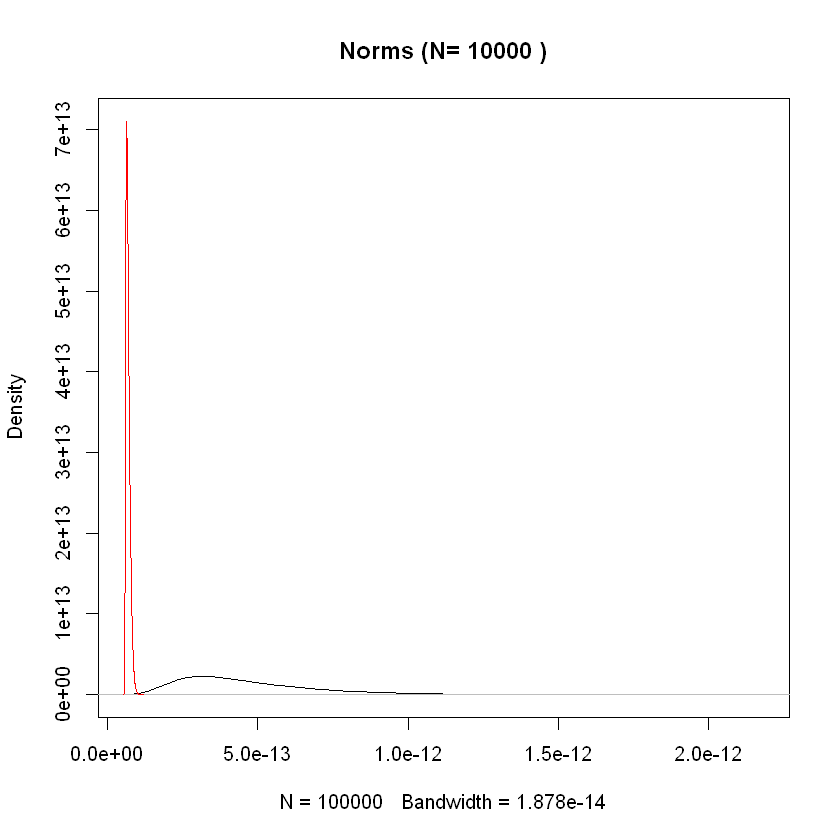 Norms (N= 10000 )
7e+13
6e+13
5e+13
4e+13
3e+13
2e+13
1e+13
0e+00
Density
0.0e+00 5.0e-13 1.0e-12 1.5e-12 2.0e-12
N = 100000 Bandwidth = 1.878e-14